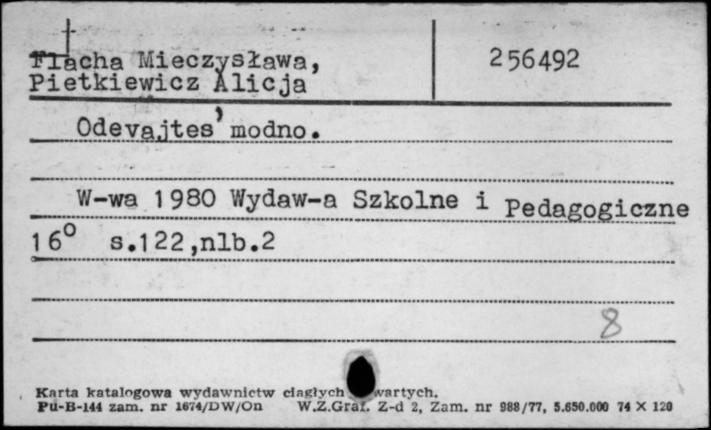 Flacha Mieczysława,
256492
Pietkiewicz Alicja
Odevajtes' modno.
W-wa 1980 Wydaw-a Szkolne i Pedagogiczne
16° s.122,nlb.2
8
Karta katalogowa wydawnictw ciągłych wartych.
Pu-B-144 zam. nr 1674/DW/On W.Z.Graf. Z-d 2, Zam. nr 988/77, 5.650.000 74 X 120